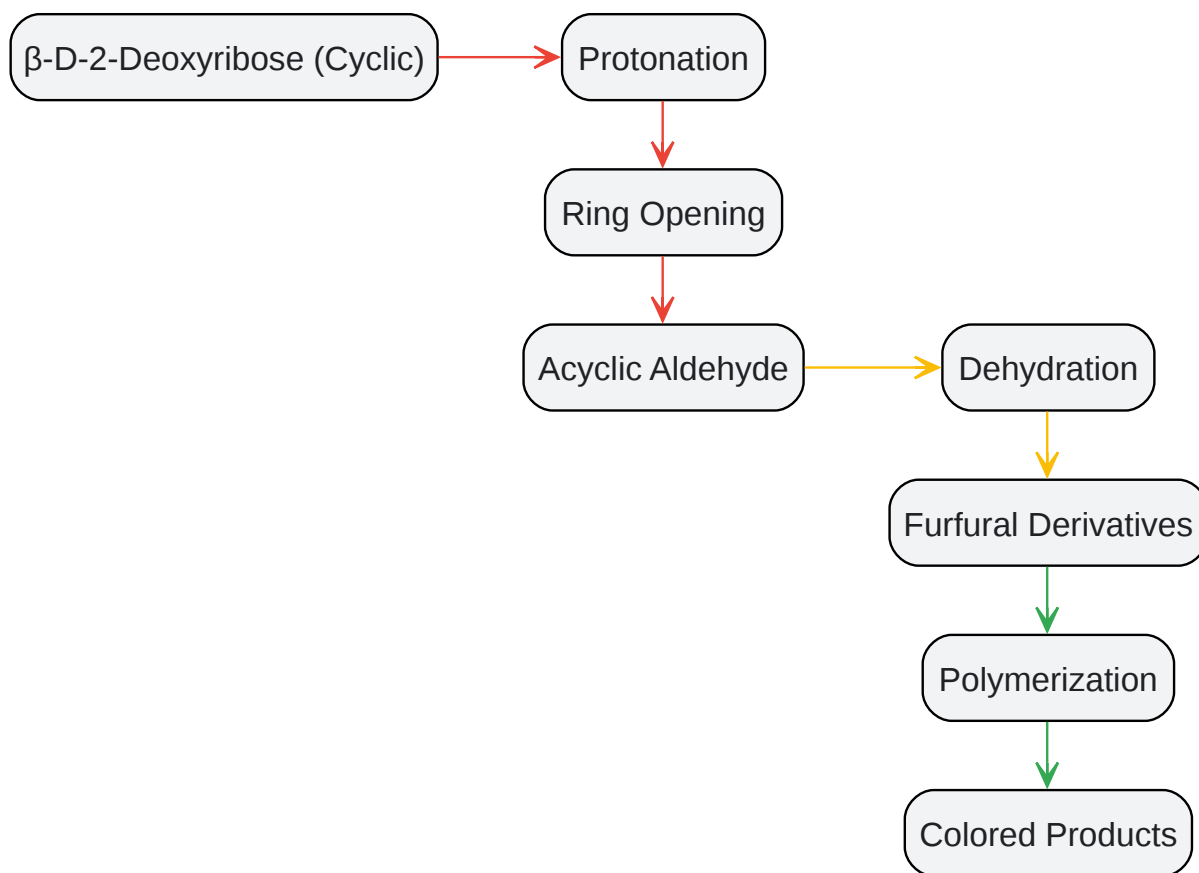 β-D-2-Deoxyribose (Cyclic)
Protonation
Ring Opening
Acyclic Aldehyde
Dehydration
Furfural Derivatives
Polymerization
Colored Products